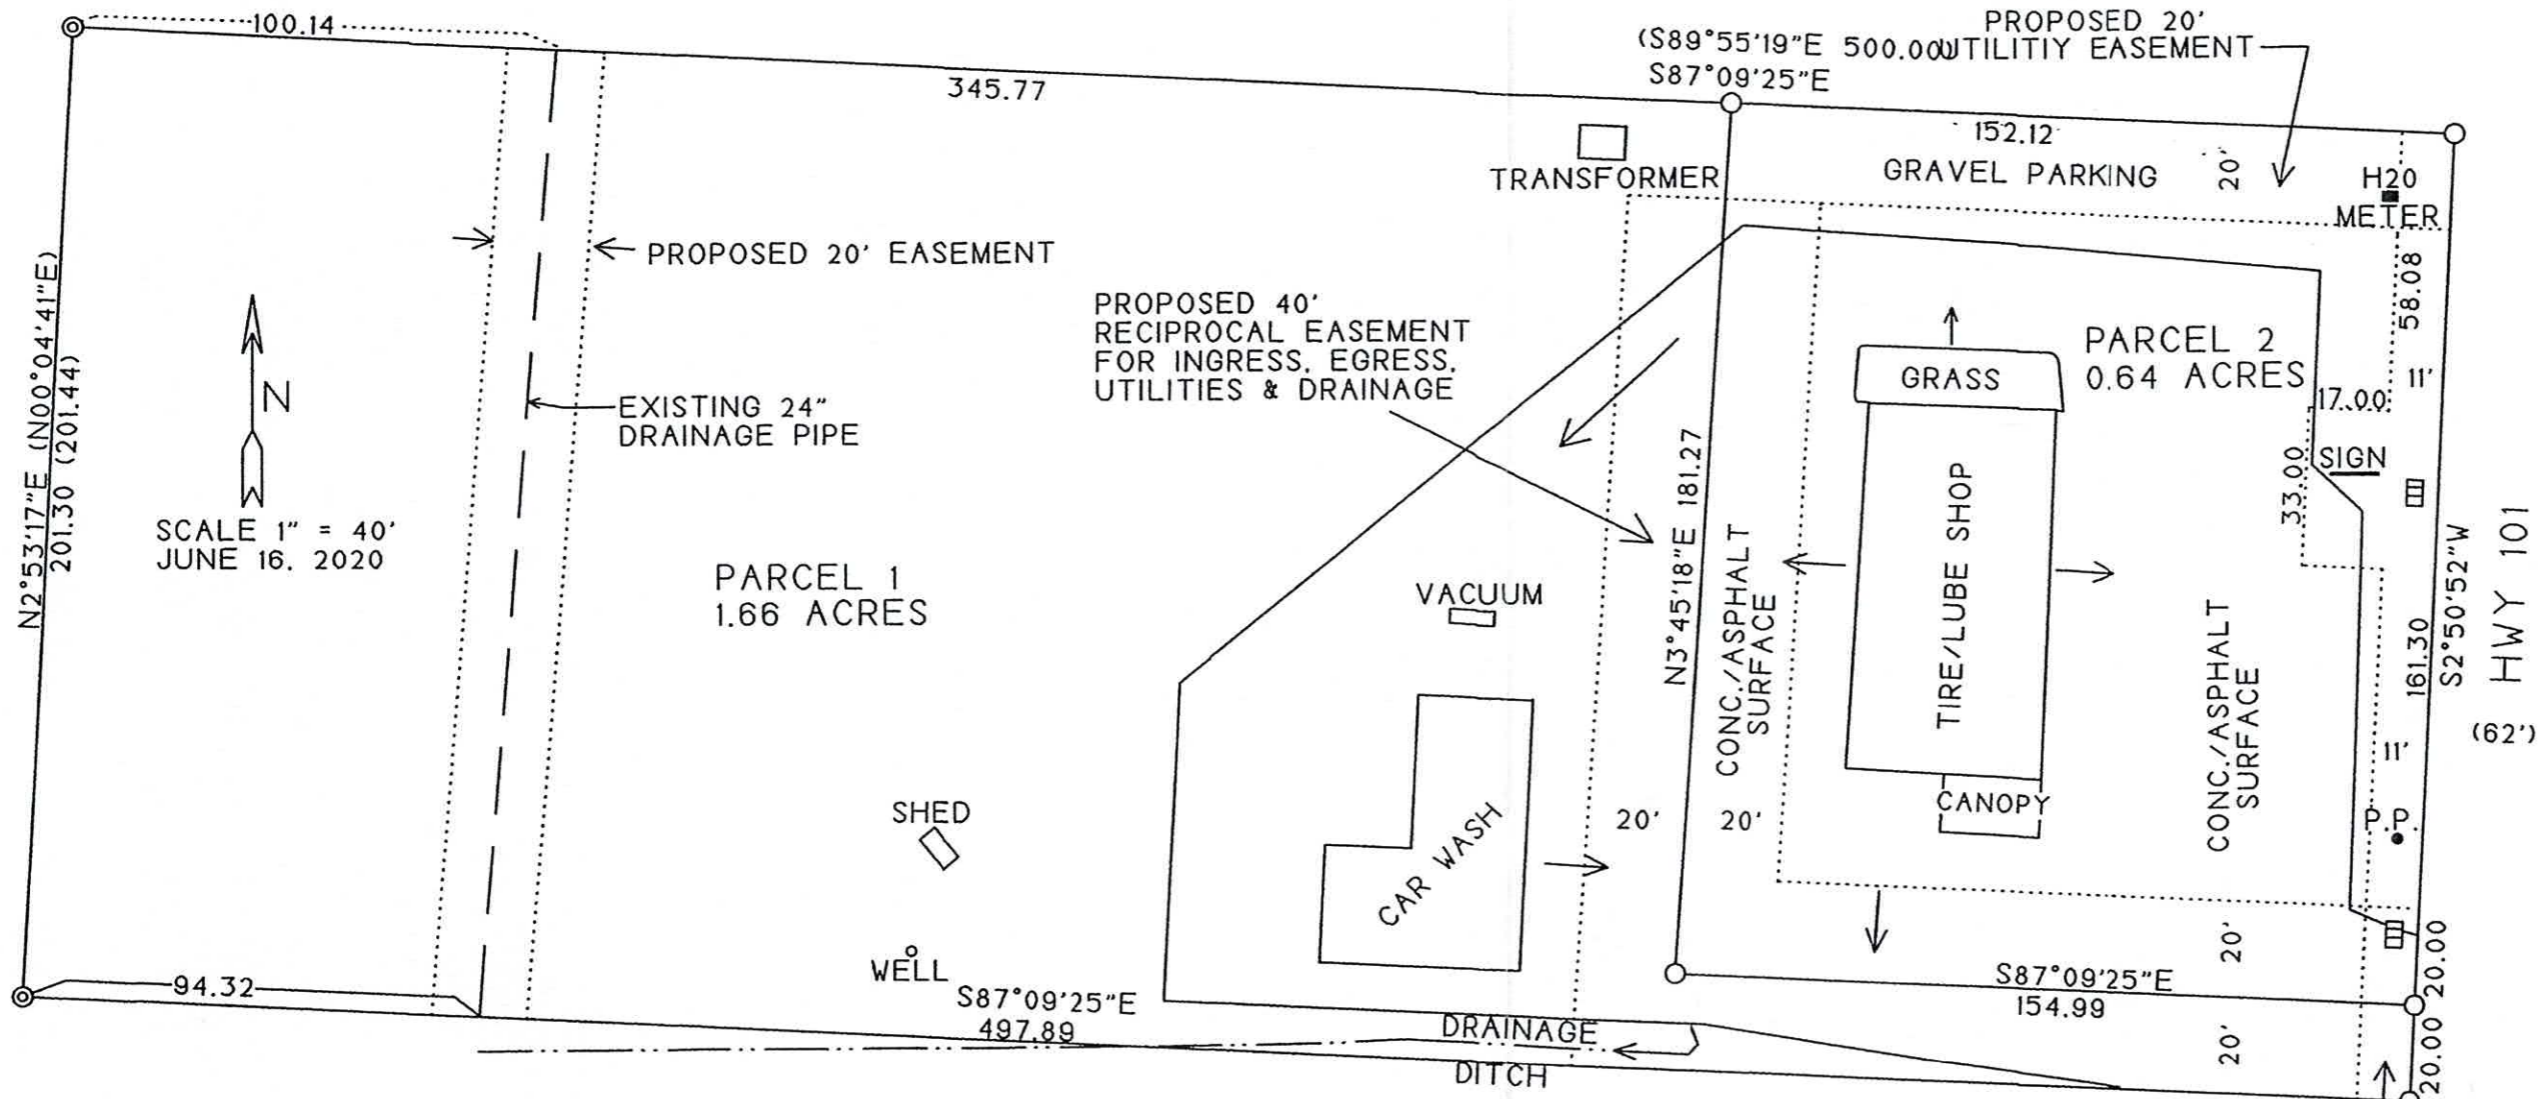 100.14
345.77
PROPOSED 20'
(S89°55'19"E 500.00
UTILITIY EASEMENT
S87°09'25"E
152.12
TRANSFORMER
GRAVEL PARKING
20'
H20
METER
PROPOSED 20' EASEMENT
N2°53'17"E (N00°04'41"E)
201.30 (201.44)
N
SCALE 1" = 40'
JUNE 16, 2020
EXISTING 24"
DRAINAGE PIPE
PROPOSED 40'
RECIPROCAL EASEMENT
FOR INGRESS, EGRESS,
UTILITIES & DRAINAGE
PARCEL 2
0.64 ACRES
GRASS
58.08
11'
17.00
SIGN
33.00
N3°45'18"E 181.27
CONC./ASPHALT
SURFACE
TIRE/LUBE SHOP
CANOPY
CONC./ASPHALT
SURFACE
161.30
S2°50'52"W
HWY 101
(62')
11'
P.P.
PARCEL 1
1.66 ACRES
VACUUM
CAR WASH
20'
20'
SHED
WELL
94.32
S87°09'25"E
497.89
DRAINAGE
DITCH
S87°09'25"E
154.99
20'
20.00
20'
20.00